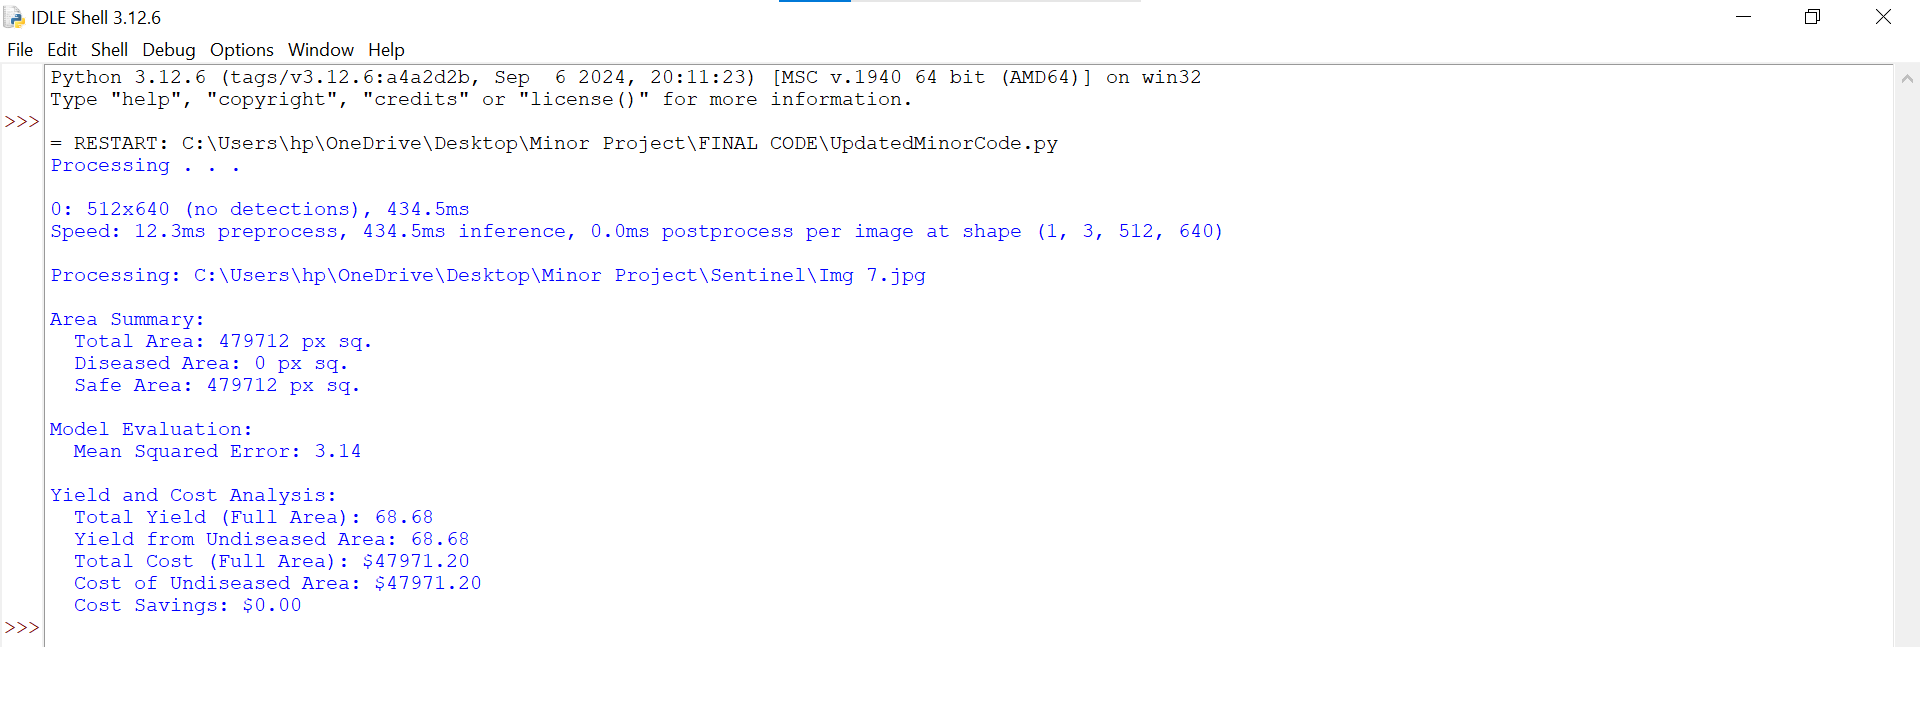 IDLE Shell 3.12.6
File Edit Shell Debug Options Window Help
Python 3.12.6 (tags/v3.12.6:a4a2d2b, Sep  6 2024, 20:11:23) [MSC v.1940 64 bit (AMD64)] on win32
Type "help", "copyright", "credits" or "license()" for more information.
>>>
= RESTART: C:\Users\hp\OneDrive\Desktop\Minor Project\FINAL CODE\UpdatedMinorCode.py
Processing . . .
0: 512x640 (no detections), 434.5ms
Speed: 12.3ms preprocess, 434.5ms inference, 0.0ms postprocess per image at shape (1, 3, 512, 640)
Processing: C:\Users\hp\OneDrive\Desktop\Minor Project\Sentinel\Img 7.jpg
Area Summary:
Total Area: 479712 px sq.
Diseased Area: 0 px sq.
Safe Area: 479712 px sq.
Model Evaluation:
Mean Squared Error: 3.14
Yield and Cost Analysis:
Total Yield (Full Area): 68.68
Yield from Undiseased Area: 68.68
Total Cost (Full Area): $47971.20
Cost of Undiseased Area: $47971.20
Cost Savings: $0.00
>>>